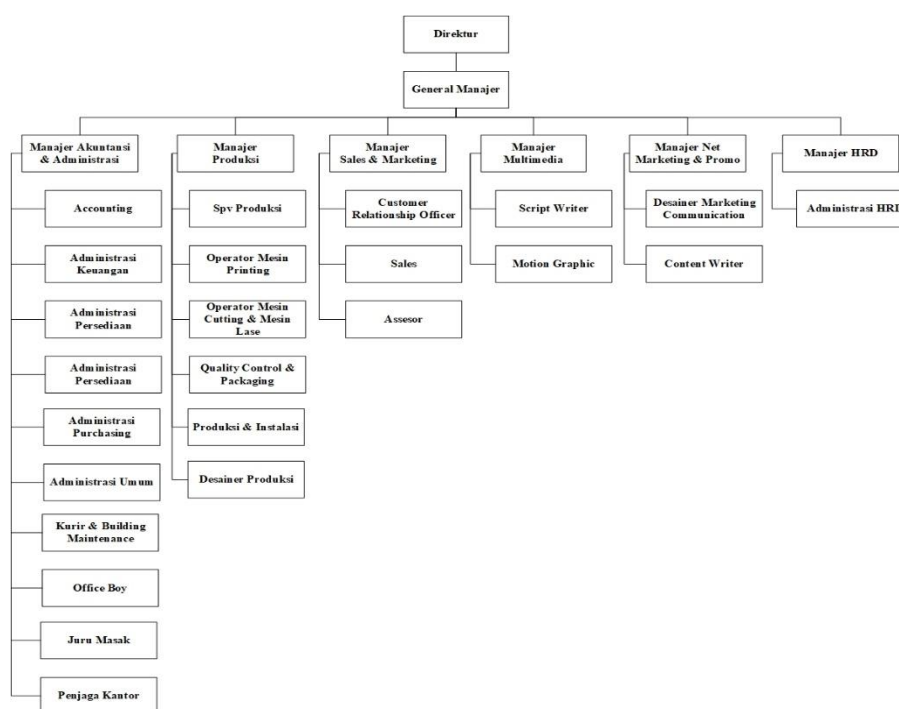 Direktur
General Manajer
Manajer Akuntansi
& Administrasi
Accounting
Administrasi
Keuangan
Administrasi
Persediaan
Administrasi
Persediaan
Administrasi
Purchasing
Administrasi Umum
Kurir & Building
Maintenance
Office Boy
Juru Masak
Penjaga Kantor
Manajer
Produksi
Spv Produksi
Operator Mesin
Printing
Operator Mesin
Cutting & Mesin
Lase
Quality Control &
Packaging
Produksi & Instalasi
Desainer Produksi
Manajer
Sales & Marketing
Customer
Relationship Officer
Sales
Assesor
Manajer
Multimedia
Script Writer
Motion Graphic
Manajer Net
Marketing & Promo
Desainer Marketing
Communication
Content Writer
Manajer HRD
Administrasi HRD